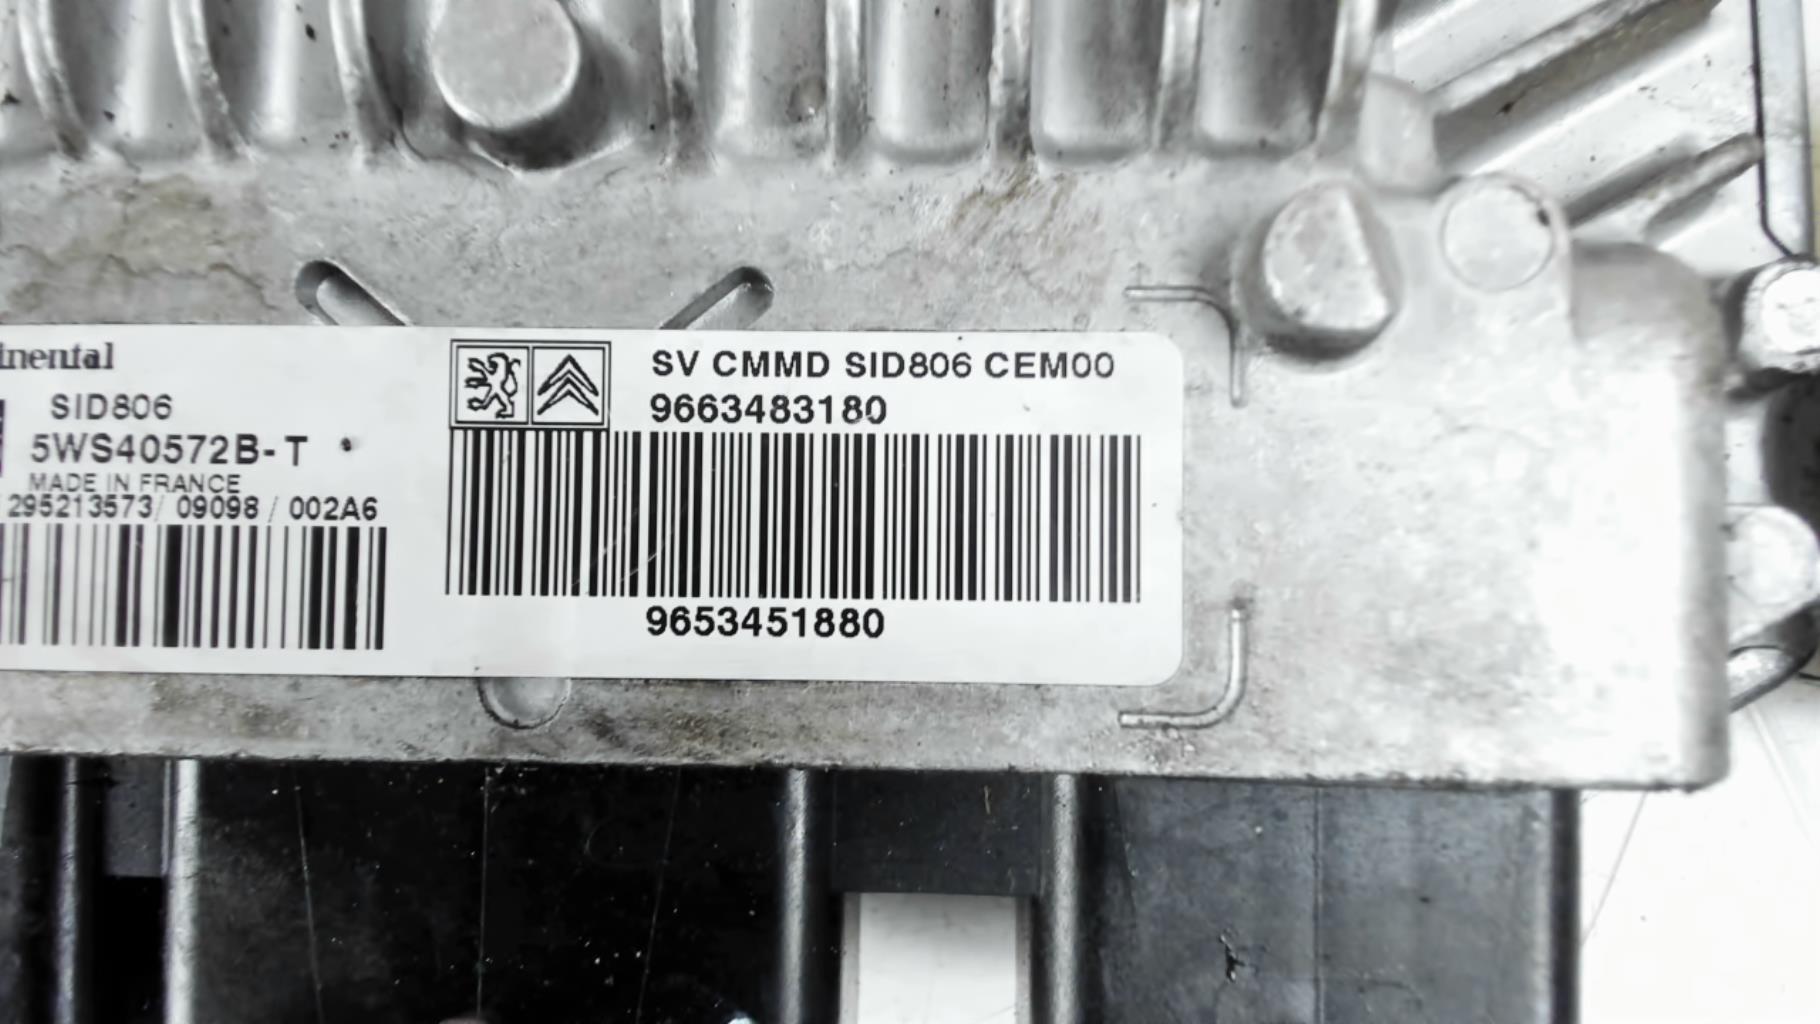 inental
SID806
5WS40572B-T
MADE IN FRANCE
295213573/ 09098 / 002A6
SV CMMD SID806 CEM00
9663483180
9653451880